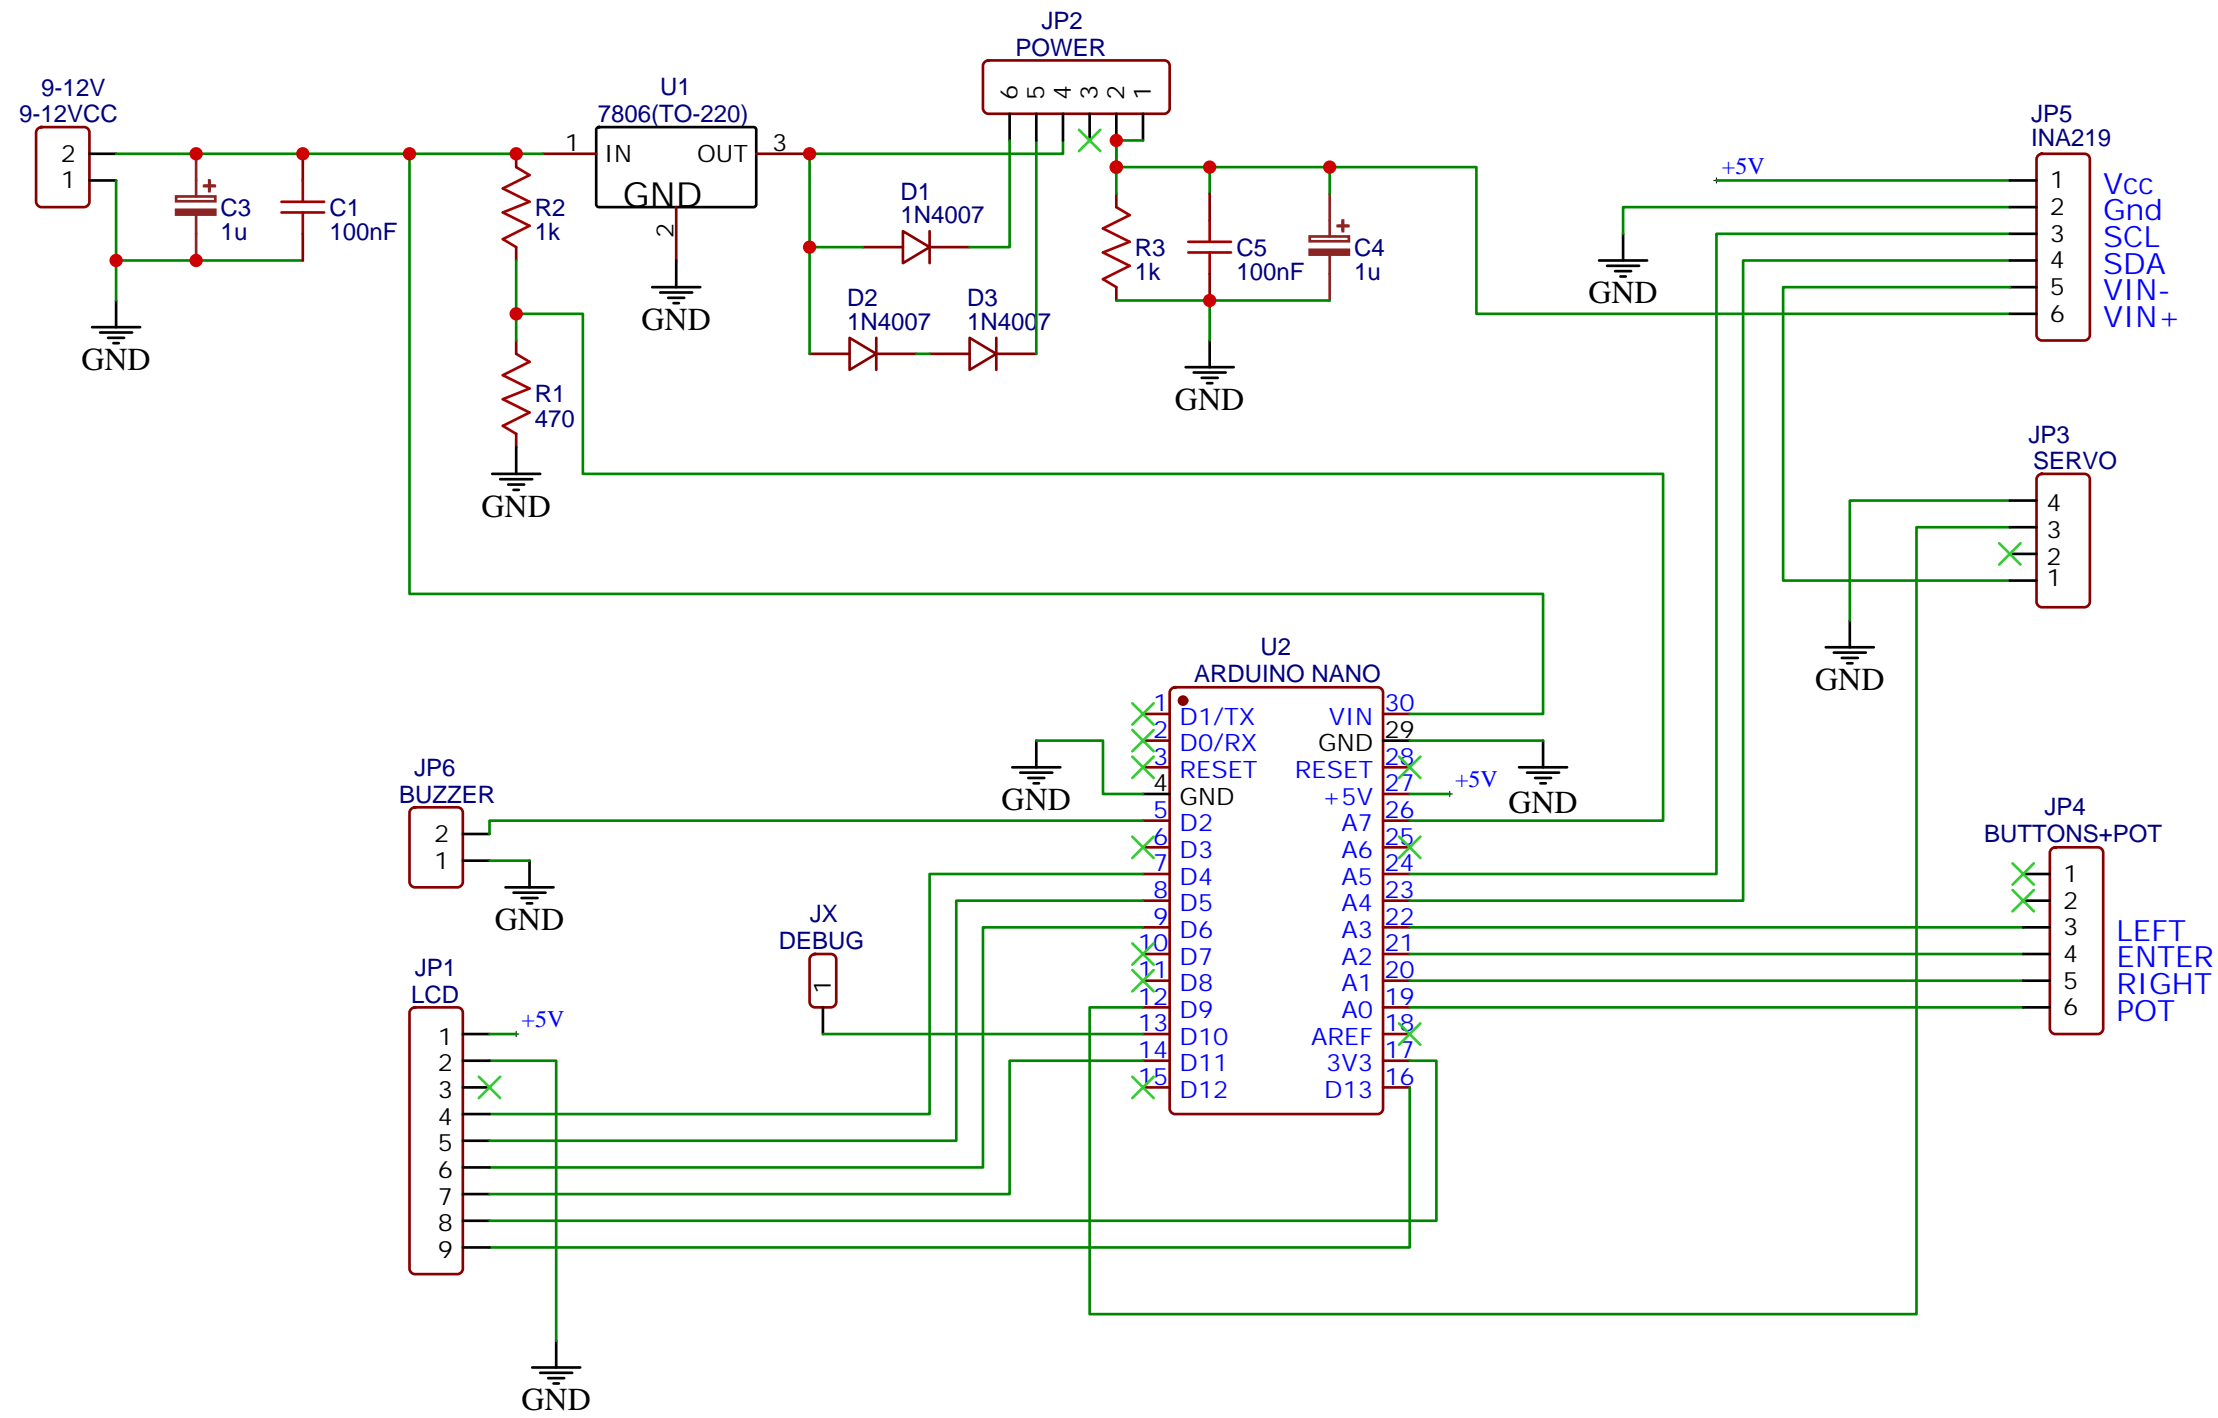 JP2
POWER
6 5 4 3 2 1
9-12V
9-12VCC
2
1
C3
1u
C1
100nF
GND
U1
7806(TO-220)
1 IN OUT 3
GND
2
GND
R2
1k
R1
470
GND
D1
1N4007
D2
1N4007
D3
1N4007
R3
1k
C5
100nF
C4
1u
GND
JP5
INA219
+5V
1 Vcc
2 Gnd
3 SCL
4 SDA
5 VIN-
6 VIN+
GND
JP3
SERVO
4
3
2
1
GND
U2
ARDUINO NANO
1 D1/TX VIN 30
2 D0/RX GND 29
3 RESET RESET 28
4 GND +5V 27
5 D2 A7 26
6 D3 A6 25
7 D4 A5 24
8 D5 A4 23
9 D6 A3 22
10 D7 A2 21
11 D8 A1 20
12 D9 A0 19
13 D10 AREF 18
14 D11 3V3 17
15 D12 D13 16
GND
+5V
GND
JP6
BUZZER
2
1
GND
JX
DEBUG
1
JP4
BUTTONS+POT
1
2
3 LEFT
4 ENTER
5 RIGHT
6 POT
JP1
LCD
+5V
1
2
3
4
5
6
7
8
9
GND